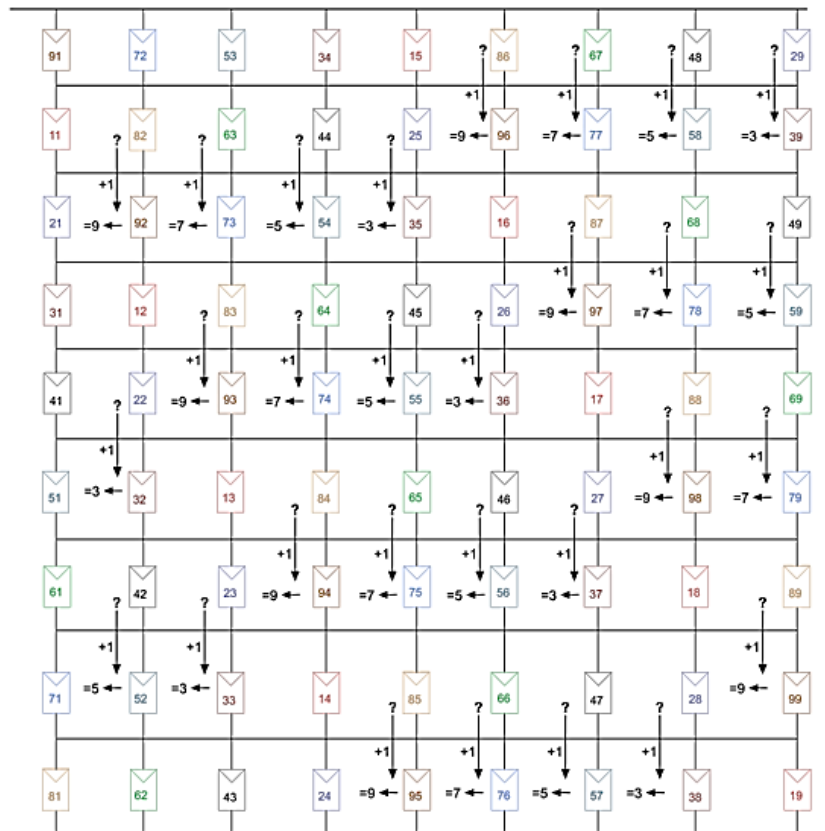 91 72 53 34 15 86 ? 67 ? 48 ? 29 ?
+1 +1 +1 +1
11 82 63 44 25 =9 96 =7 77 =5 58 =3 39
? ? ? ?
+1 +1 +1 +1
21 =9 92 =7 73 =5 54 =3 35 16 87 68 49
? ? ?
+1 +1 +1
31 12 83 64 45 26 =9 97 =7 78 =5 59
? ? ? ?
+1 +1 +1 +1
41 22 =9 93 =7 74 =5 55 =3 36 17 88 69
? ? ?
+1 +1 +1
51 =3 32 13 84 65 46 27 =9 98 =7 79
? ? ? ?
+1 +1 +1 +1
61 42 23 =9 94 =7 75 =5 56 =3 37 18 89
? ? ?
+1 +1 +1
71 =5 52 =3 33 14 85 66 47 28 =9 99
? ? ? ?
+1 +1 +1 +1
81 62 43 24 =9 95 =7 76 =5 57 =3 38 19